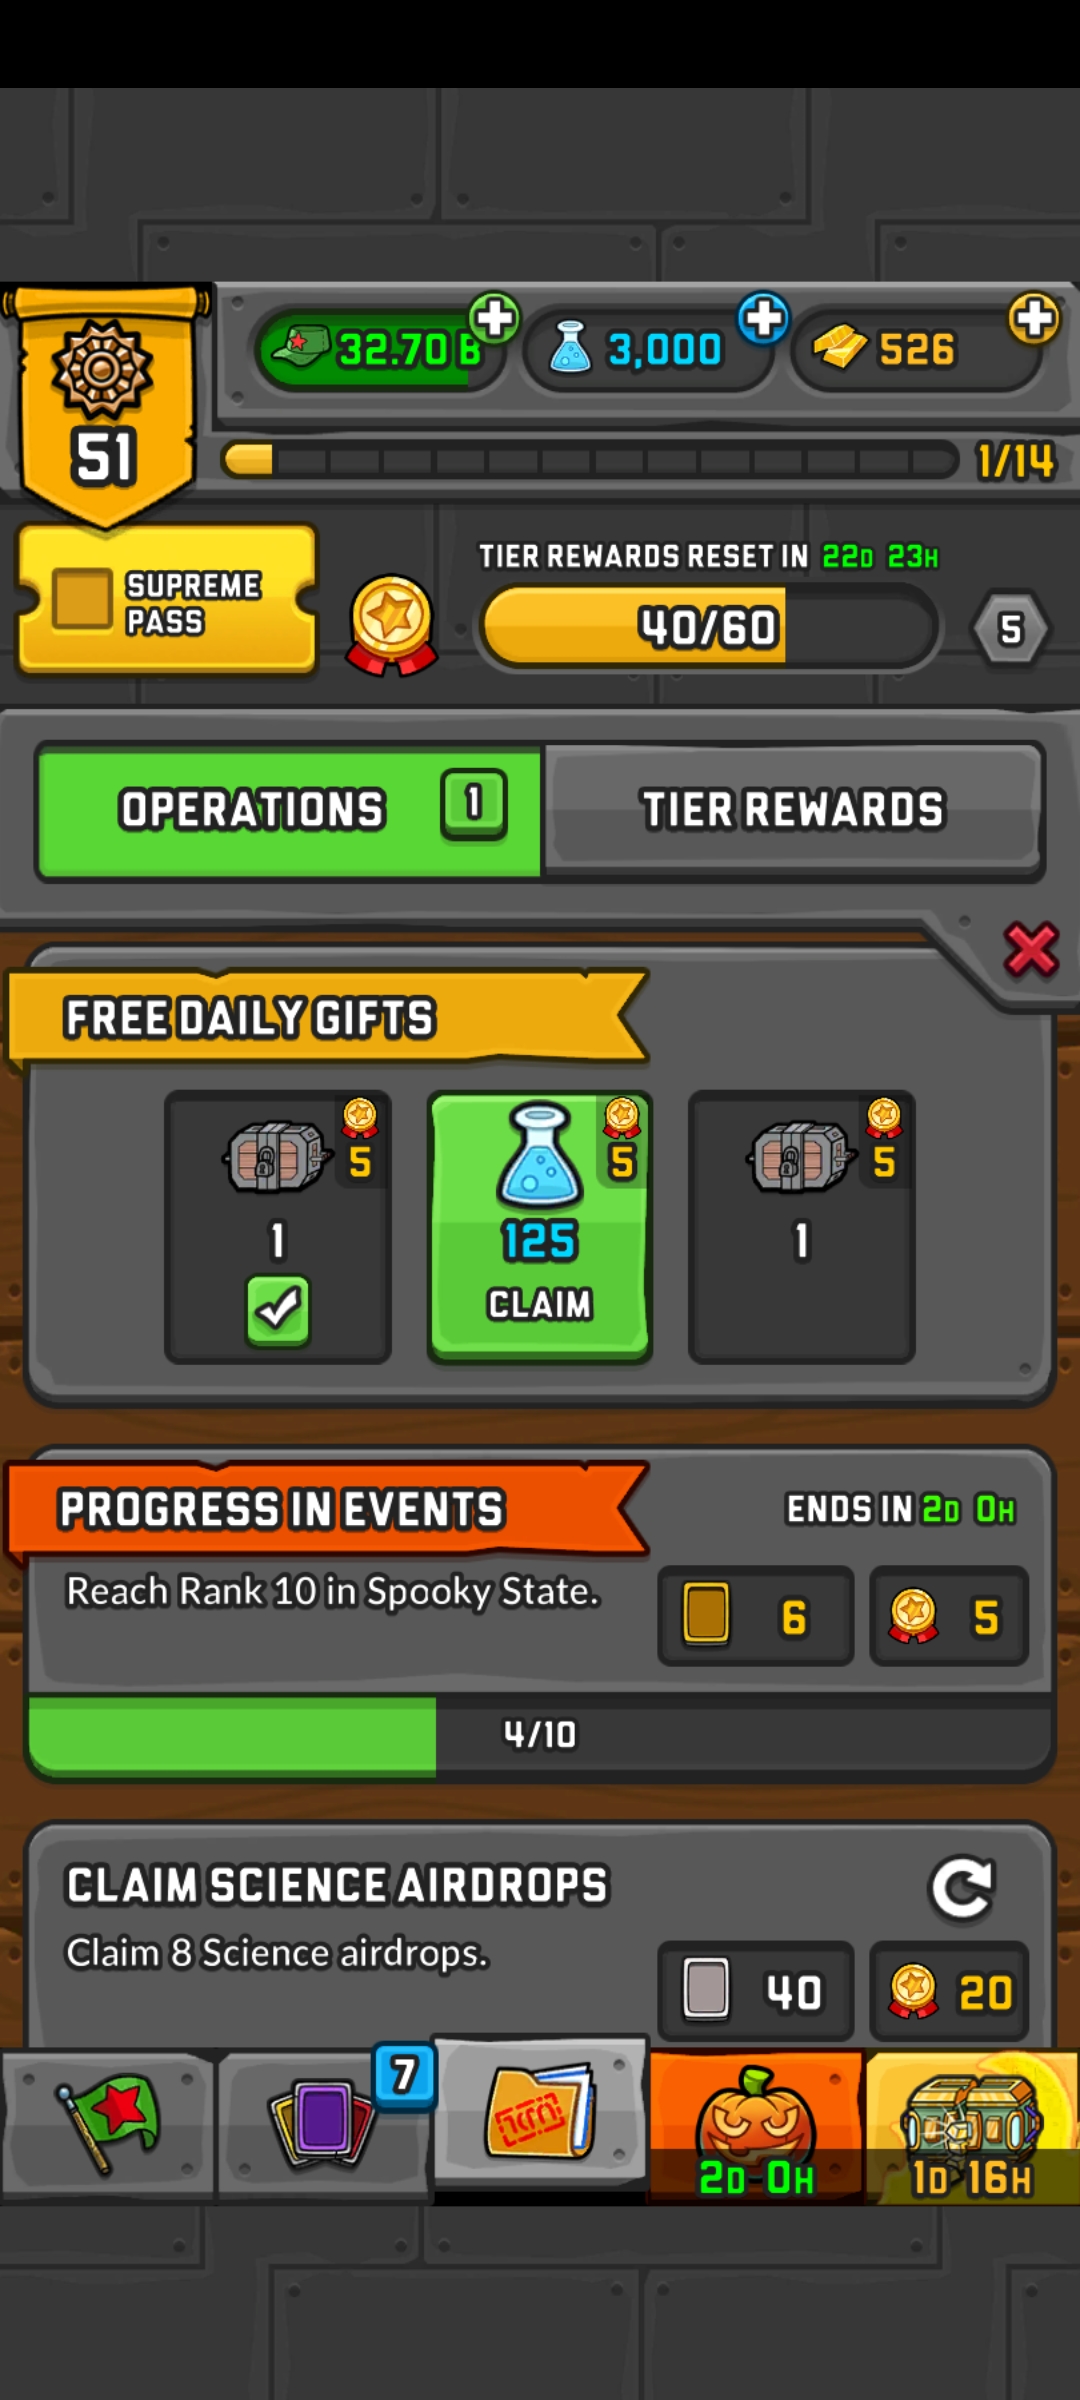 32.70 B
3,000
526
51
1/14
SUPREME PASS
TIER REWARDS RESET IN 22D 23H
40/60
5
OPERATIONS 1
TIER REWARDS
FREE DAILY GIFTS
5
5
5
1
125
1
CLAIM
PROGRESS IN EVENTS
ENDS IN 2D 0H
Reach Rank 10 in Spooky State.
6
5
4/10
CLAIM SCIENCE AIRDROPS
Claim 8 Science airdrops.
40
20
7
2D 0H
1D 16H